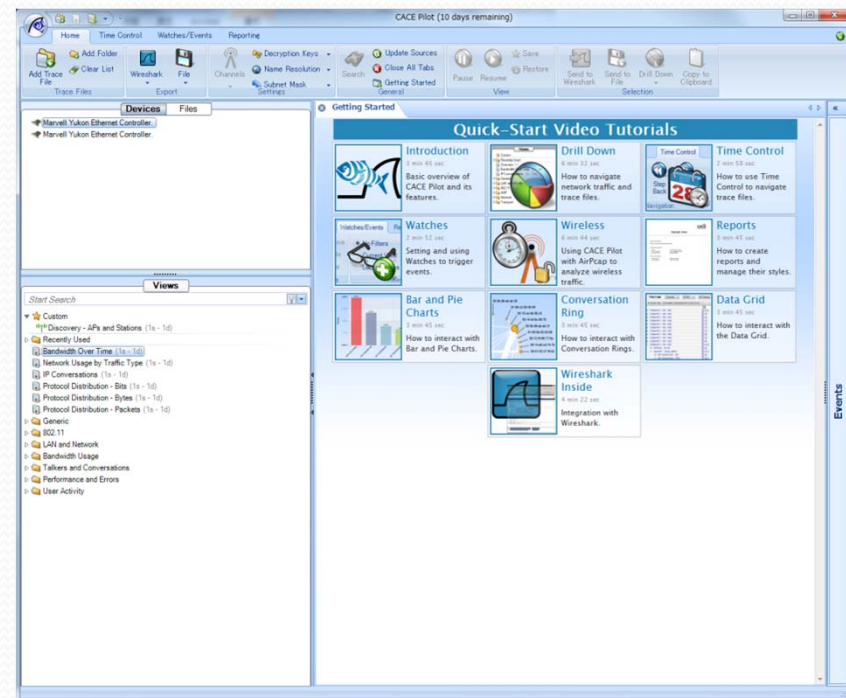 CACE Pilot (10 days remaining)
Home Time Control Watches/Events Reporting
Add Trace File
Add Folder
Clear List
Trace Files
Wireshark
File
Export
Channels
Decryption Keys
Name Resolution
Subnet Mask
Settings
Search
Update Sources
Close All Tabs
Getting Started
General
Pause
Resume
Save
Restore
View
Send to Wireshark
Send to File
Drill Down
Copy to Clipboard
Selection
Devices Files
Marvell Yukon Ethernet Controller.
Marvell Yukon Ethernet Controller.
Views
Start Search
Custom
Discovery - APs and Stations (1s - 1d)
Recently Used
Bandwidth Over Time (1s - 1d)
Network Usage by Traffic Type (1s - 1d)
IP Conversations (1s - 1d)
Protocol Distribution - Bits (1s - 1d)
Protocol Distribution - Bytes (1s - 1d)
Protocol Distribution - Packets (1s - 1d)
Generic
802.11
LAN and Network
Bandwidth Usage
Talkers and Conversations
Performance and Errors
User Activity
Getting Started
Quick-Start Video Tutorials
Introduction
3 min 45 sec
Basic overview of
CACE Pilot and its
features.
Drill Down
6 min 32 sec
How to navigate
network traffic and
trace files.
Time Control
Step
Back
28
Navigation
Time Control
2 min 58 sec
How to use Time
Control to navigate
trace files.
Watches/Events
No Filters
Watches
2 min 52 sec
Setting and using
Watches to trigger
events.
Wireless
6 min 44 sec
Using CACE Pilot
with AirPcap to
analyze wireless
traffic.
Reports
3 min 45 sec
How to create
reports and
manage their styles.
Bar and Pie
Charts
3 min 45 sec
How to interact with
Bar and Pie Charts.
Conversation
Ring
3 min 45 sec
How to interact with
Conversation Rings.
Data Grid
3 min 45 sec
How to interact with
the Data Grid.
Wireshark
Inside
4 min 22 sec
Integration with
Wireshark.
Events